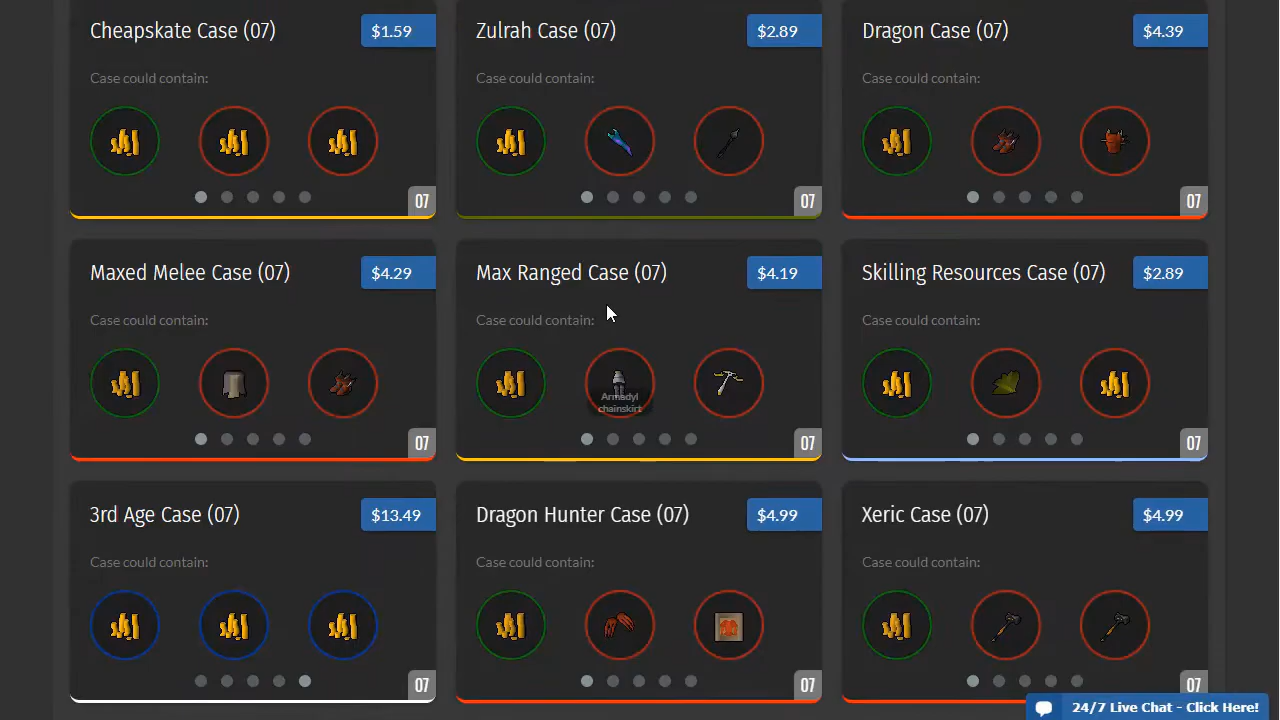 Cheapskate Case (07)
$1.59
Case could contain:
07
Zulrah Case (07)
$2.89
Case could contain:
07
Dragon Case (07)
$4.39
Case could contain:
07
Maxed Melee Case (07)
$4.29
Case could contain:
07
Max Ranged Case (07)
$4.19
Case could contain:
Armadyl
chainskirt
07
Skilling Resources Case (07)
$2.89
Case could contain:
07
3rd Age Case (07)
$13.49
Case could contain:
07
Dragon Hunter Case (07)
$4.99
Case could contain:
07
Xeric Case (07)
$4.99
Case could contain:
07
24/7 Live Chat - Click Here!